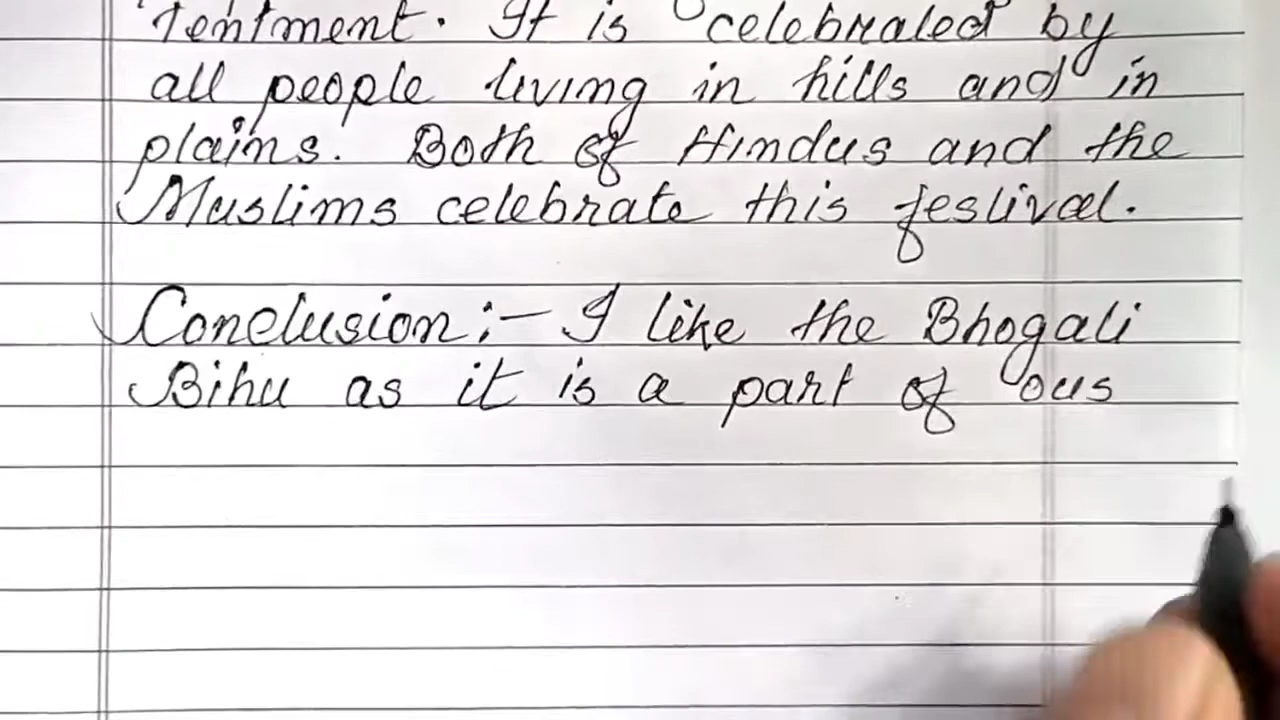 Tentment. It is celebrated by
all people living in hills and in
plains. Both of Hindus and the
Muslims celebrate this festival.
Conclusion:- I like the Bhogali
Bihu as it is a part of our